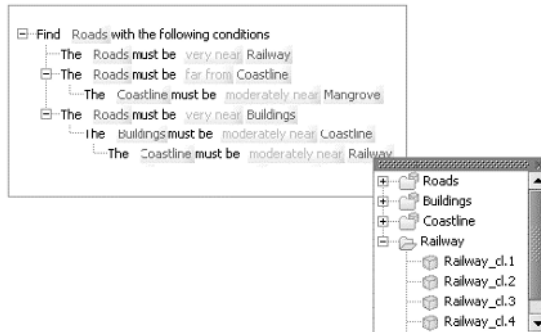 Find Roads with the following conditions
The Roads must be very near Railway
The Roads must be far from Coastline
The Coastline must be moderately near Mangrove
The Roads must be very near Buildings
The Buildings must be moderately near Coastline
The Coastline must be moderately near Railway
Roads
Buildings
Coastline
Railway
Railway_cl.1
Railway_cl.2
Railway_cl.3
Railway_cl.4